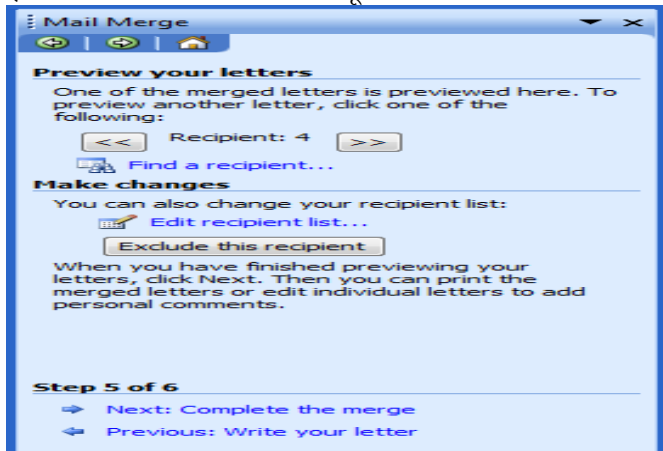 Mail Merge
Preview your letters
One of the merged letters is previewed here. To
preview another letter, click one of the
following:
<< Recipient: 4 >>
Find a recipient...
Make changes
You can also change your recipient list:
Edit recipient list...
Exclude this recipient
When you have finished previewing your
letters, click Next. Then you can print the
merged letters or edit individual letters to add
personal comments.
Step 5 of 6
Next: Complete the merge
Previous: Write your letter